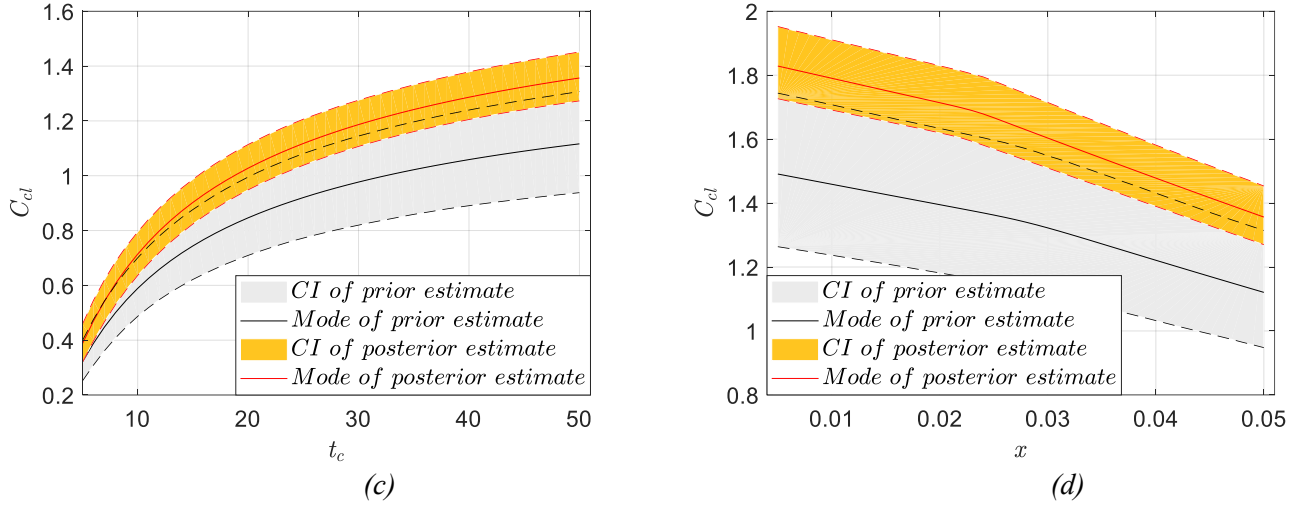 1.6
1.4
1.2
1
0.8
0.6
0.4
0.2
C_cl
CI of prior estimate
Mode of prior estimate
CI of posterior estimate
Mode of posterior estimate
10 20 30 40 50
t_c
(c)
2
1.8
1.6
1.4
1.2
1
0.8
C_cl
CI of prior estimate
Mode of prior estimate
CI of posterior estimate
Mode of posterior estimate
0.01 0.02 0.03 0.04 0.05
x
(d)